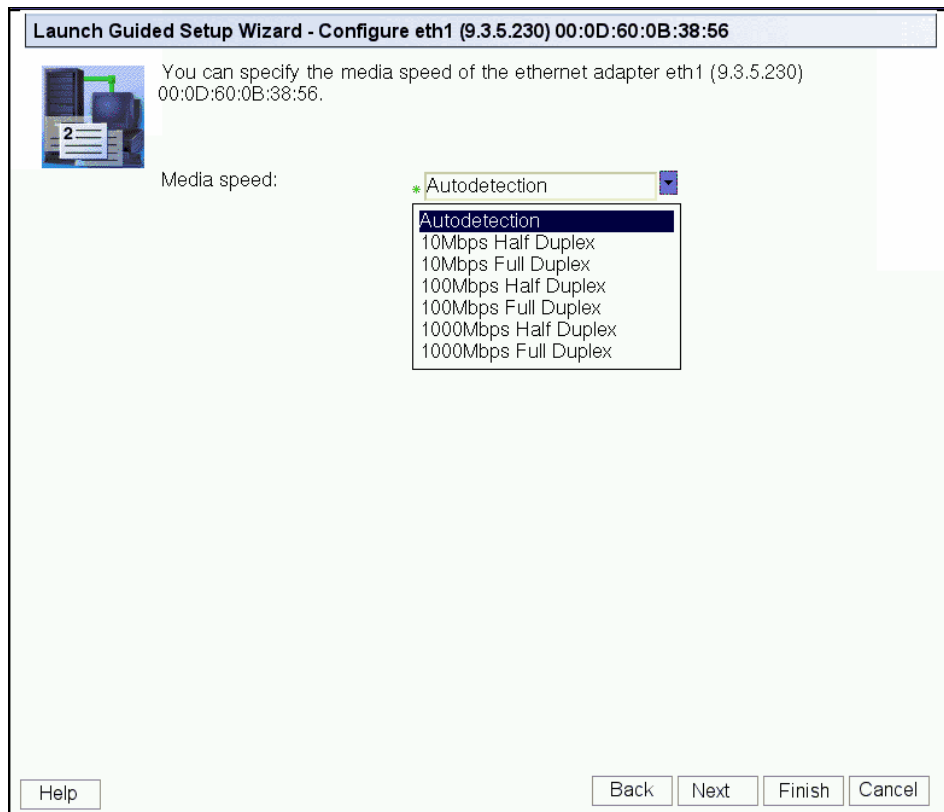 Launch Guided Setup Wizard - Configure eth1 (9.3.5.230) 00:0D:60:0B:38:56
You can specify the media speed of the ethernet adapter eth1 (9.3.5.230)
00:0D:60:0B:38:56.
2
Media speed:
* Autodetection
Autodetection
10Mbps Half Duplex
10Mbps Full Duplex
100Mbps Half Duplex
100Mbps Full Duplex
1000Mbps Half Duplex
1000Mbps Full Duplex
Help Back Next Finish Cancel